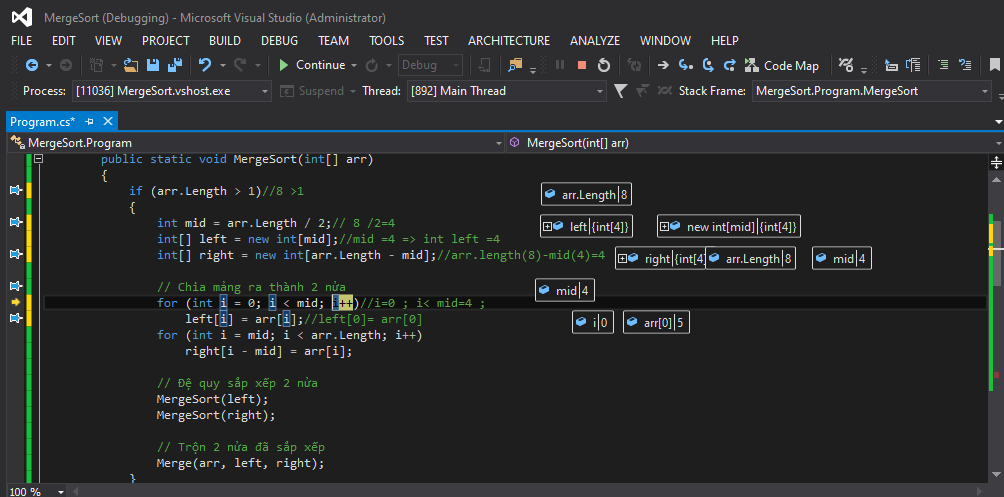 MergeSort (Debugging) - Microsoft Visual Studio (Administrator)
FILE EDIT VIEW PROJECT BUILD DEBUG TEAM TOOLS TEST ARCHITECTURE ANALYZE WINDOW HELP
Continue Debug Code Map
Process: [11036] MergeSort.vshost.exe Suspend Thread: [892] Main Thread Stack Frame: MergeSort.Program.MergeSort
Program.cs*
MergeSort.Program MergeSort(int[] arr)
public static void MergeSort(int[] arr)
{
if (arr.Length > 1)//8 >1 arr.Length 8
{
int mid = arr.Length / 2;// 8 /2=4 left {int[4]} new int[mid] {int[4]}
int[] left = new int[mid];//mid =4 => int left =4
int[] right = new int[arr.Length - mid];//arr.length(8)-mid(4)=4 right {int[4 arr.Length 8 mid 4
// Chia mảng ra thành 2 nửa mid 4
for (int i = 0; i < mid; i++)//i=0 ; i< mid=4 ;
left[i] = arr[i];//left[0]= arr[0] i 0 arr[0] 5
for (int i = mid; i < arr.Length; i++)
right[i - mid] = arr[i];
// Đệ quy sắp xếp 2 nửa
MergeSort(left);
MergeSort(right);
// Trộn 2 nửa đã sắp xếp
Merge(arr, left, right);
}
100 %